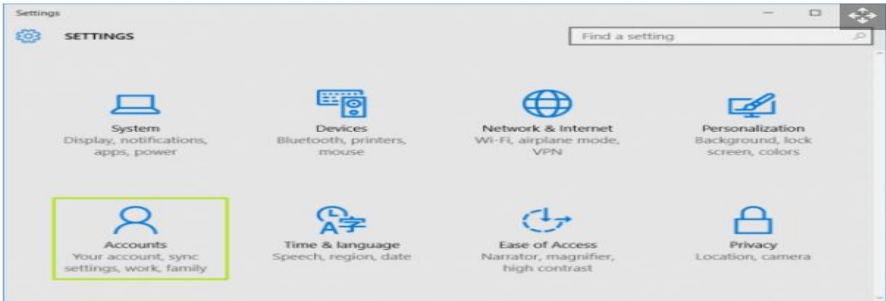 Settings
SETTINGS
Find a setting
System
Display, notifications,
apps, power
Devices
Bluetooth, printers,
mouse
Network & Internet
Wi-Fi, airplane mode,
VPN
Personalization
Background, lock
screen, colors
Accounts
Your account, sync
settings, work, family
Time & language
Speech, region, date
Ease of Access
Narrator, magnifier,
high contrast
Privacy
Location, camera